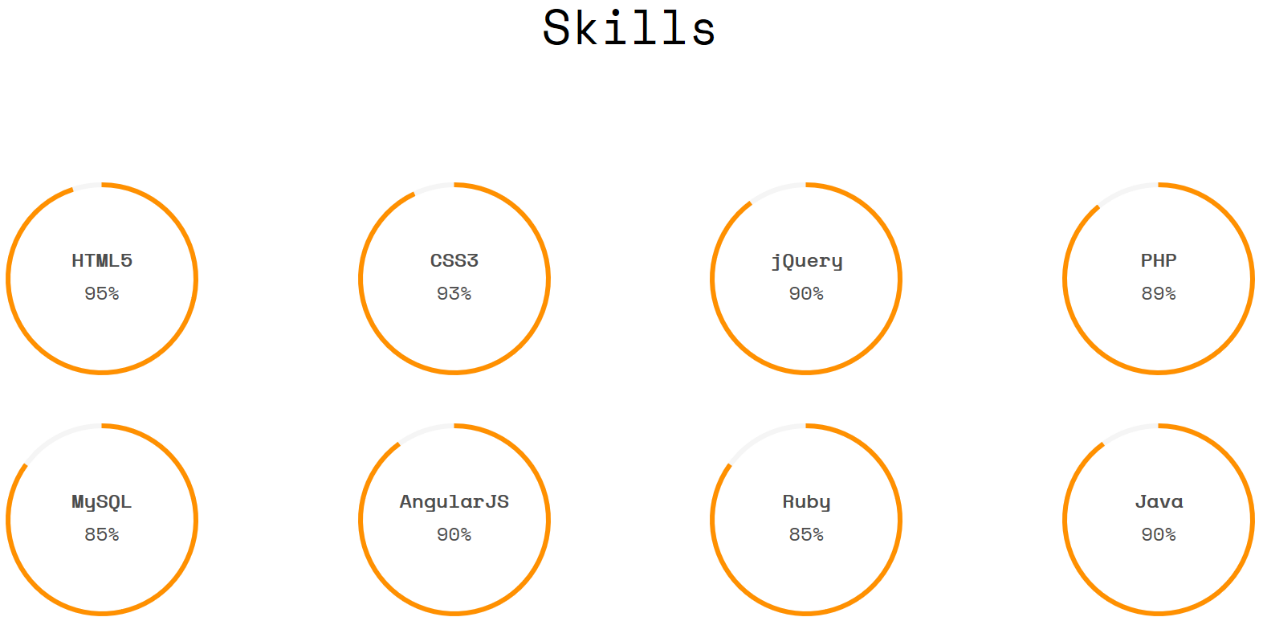 Skills
HTML5
95%
CSS3
93%
jQuery
90%
PHP
89%
MySQL
85%
AngularJS
90%
Ruby
85%
Java
90%